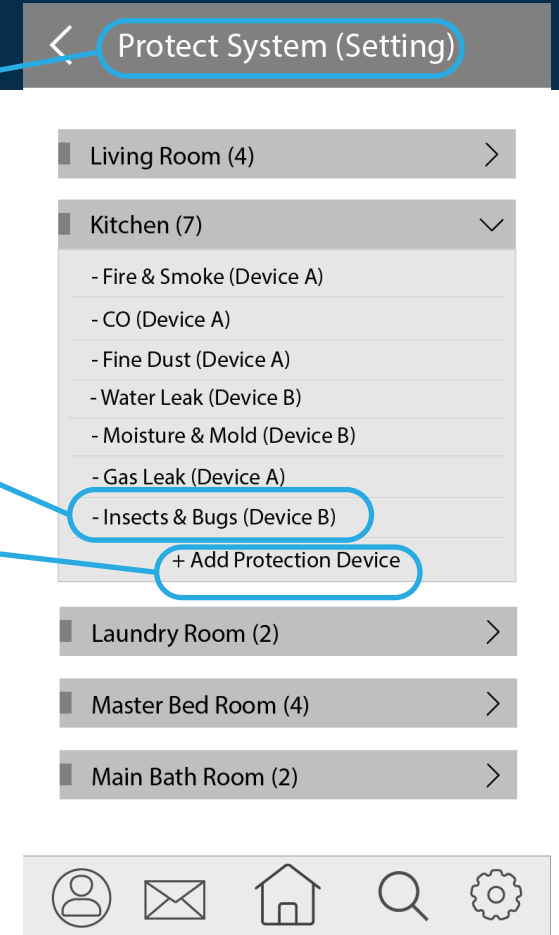 Protect System (Setting)
Living Room (4)
Kitchen (7)
- Fire & Smoke (Device A)
- CO (Device A)
- Fine Dust (Device A)
- Water Leak (Device B)
- Moisture & Mold (Device B)
- Gas Leak (Device A)
- Insects & Bugs (Device B)
+ Add Protection Device
Laundry Room (2)
Master Bed Room (4)
Main Bath Room (2)